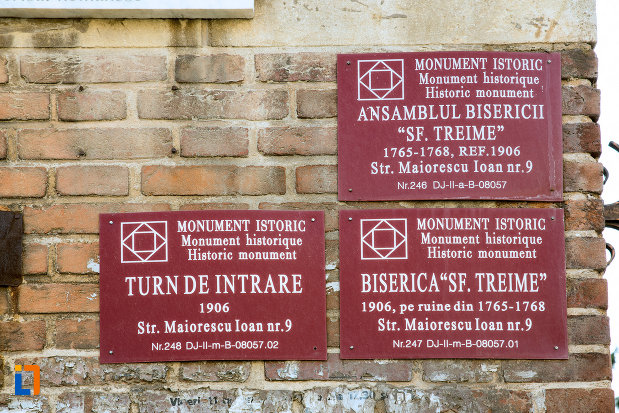 MONUMENT ISTORIC
Monument historique
Historic monument
ANSAMBLUL BISERICII
"SF. TREIME"
1765-1768, REF.1906
Str. Maiorescu Ioan nr.9
Nr.246 DJ-II-a-B-08057
MONUMENT ISTORIC
Monument historique
Historic monument
TURN DE INTRARE
1906
Str. Maiorescu Ioan nr.9
Nr.248 DJ-II-m-B-08057.02
MONUMENT ISTORIC
Monument historique
Historic monument
BISERICA"SF. TREIME"
1906, pe ruine din 1765-1768
Str. Maiorescu Ioan nr.9
Nr.247 DJ-II-m-B-08057.01